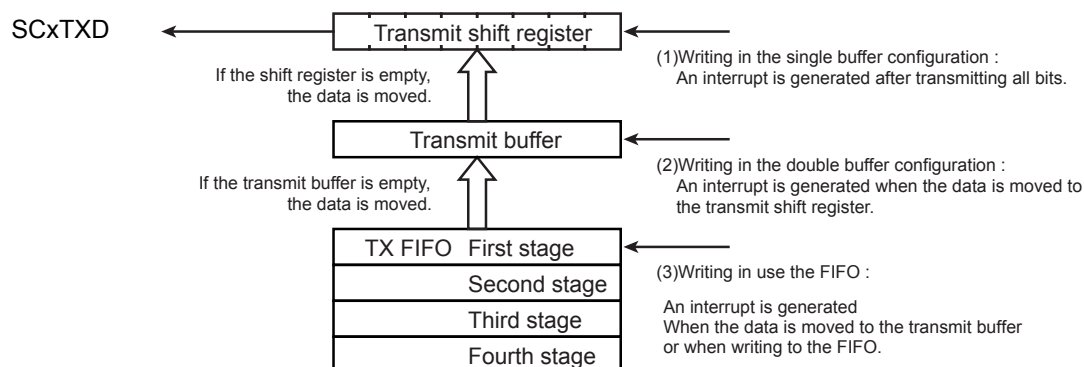 SCxTXD
Transmit shift register
(1)Writing in the single buffer configuration :
An interrupt is generated after transmitting all bits.
If the shift register is empty,
the data is moved.
Transmit buffer
(2)Writing in the double buffer configuration :
An interrupt is generated when the data is moved to
the transmit shift register.
If the transmit buffer is empty,
the data is moved.
TX FIFO First stage
Second stage
Third stage
Fourth stage
(3)Writing in use the FIFO :
An interrupt is generated
When the data is moved to the transmit buffer
or when writing to the FIFO.